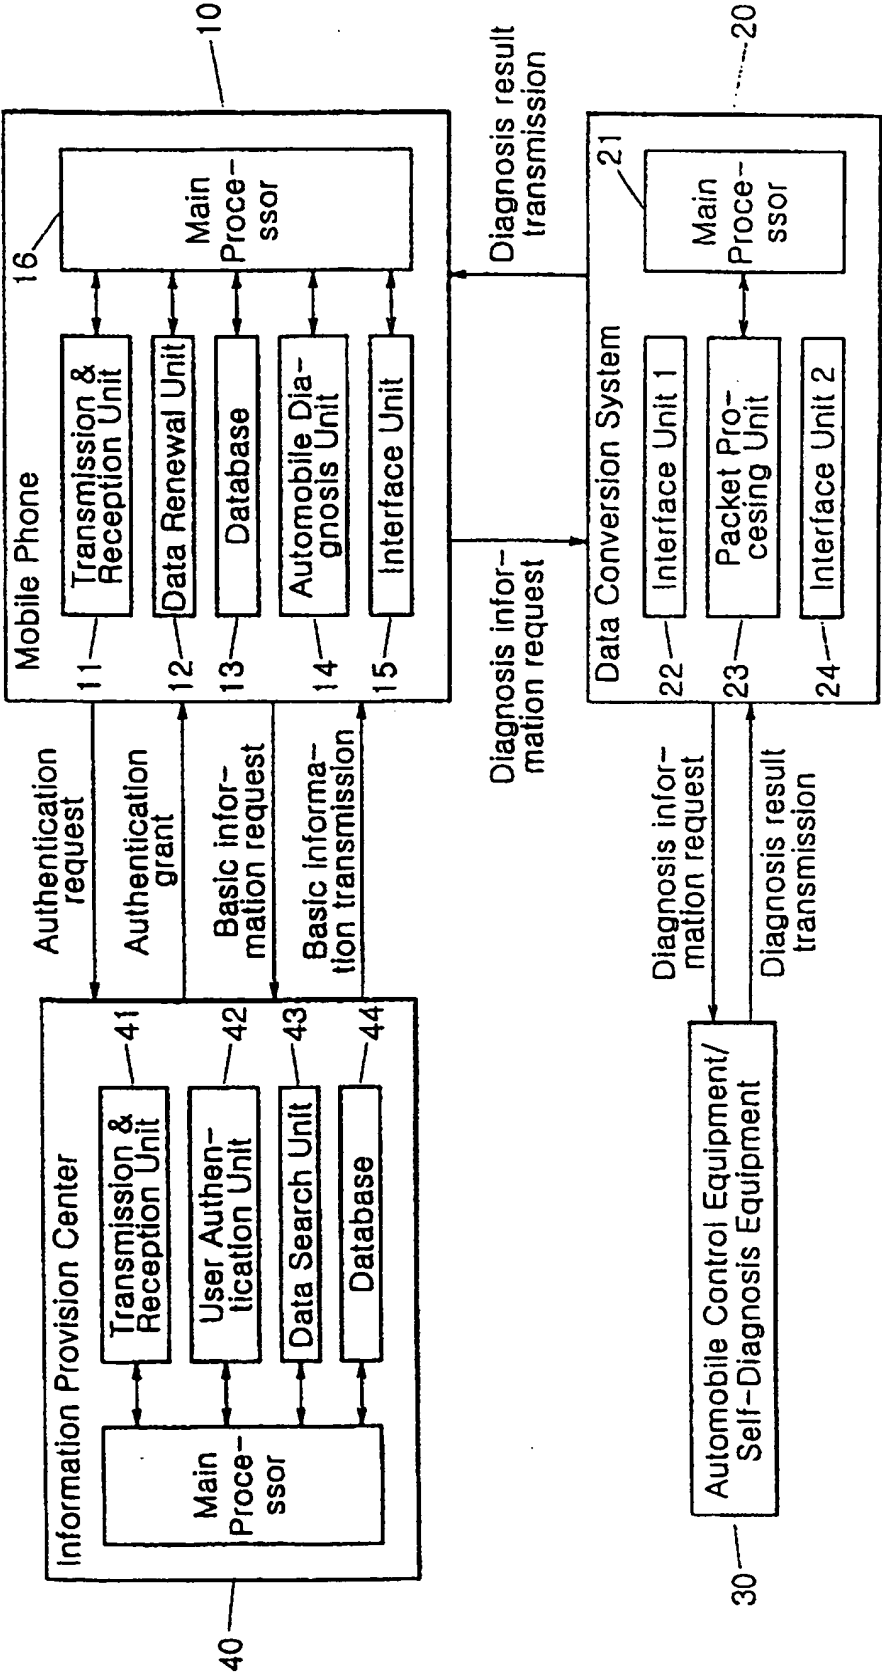 Information Provision Center
Main
Proce-
ssor
Transmission &
Reception Unit
User Authen-
tication Unit
Data Search Unit
Database
41
42
43
44
40
Authentication
request
Authentication
grant
Basic infor-
mation request
Basic informa-
tion transmission
Mobile Phone
11
12
13
14
15
Transmission &
Reception Unit
Data Renewal Unit
Database
Automobile Dia-
gnosis Unit
Interface Unit
16
Main
Proce-
ssor
10
Diagnosis infor-
mation request
Diagnosis result
transmission
Automobile Control Equipment/
Self-Diagnosis Equipment
30
Diagnosis infor-
mation request
Diagnosis result
transmission
Data Conversion System
22
23
24
Interface Unit 1
Packet Pro-
cesing Unit
Interface Unit 2
21
Main
Proce-
ssor
20